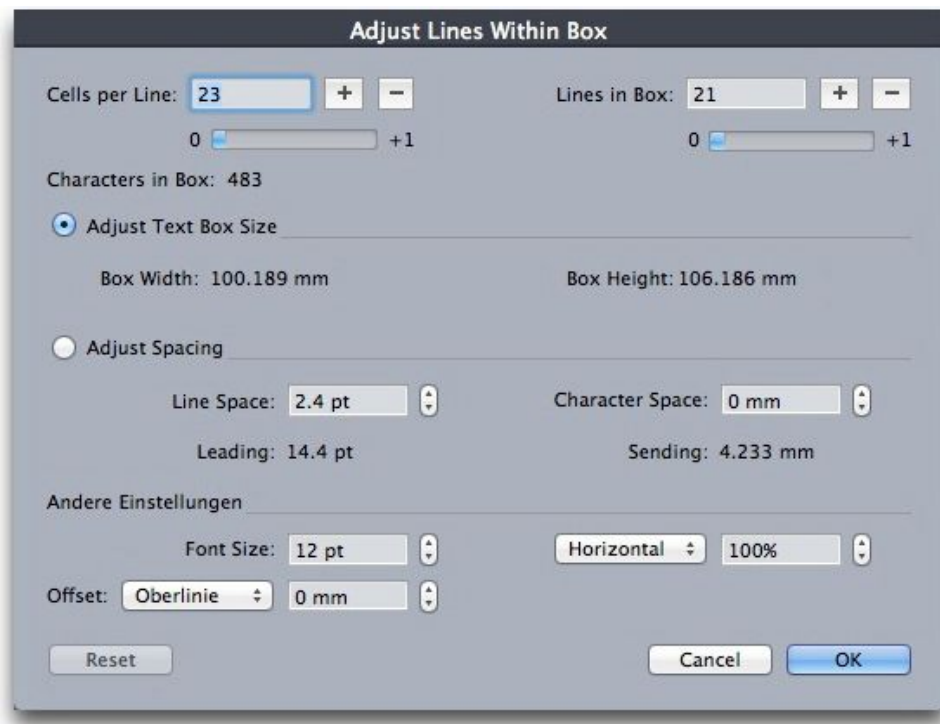 Adjust Lines Within Box
Cells per Line: 23 + − Lines in Box: 21 + −
0 +1 0 +1
Characters in Box: 483
Adjust Text Box Size
Box Width: 100.189 mm Box Height: 106.186 mm
Adjust Spacing
Line Space: 2.4 pt Character Space: 0 mm
Leading: 14.4 pt Sending: 4.233 mm
Andere Einstellungen
Font Size: 12 pt Horizontal 100%
Offset: Oberlinie 0 mm
Reset Cancel OK